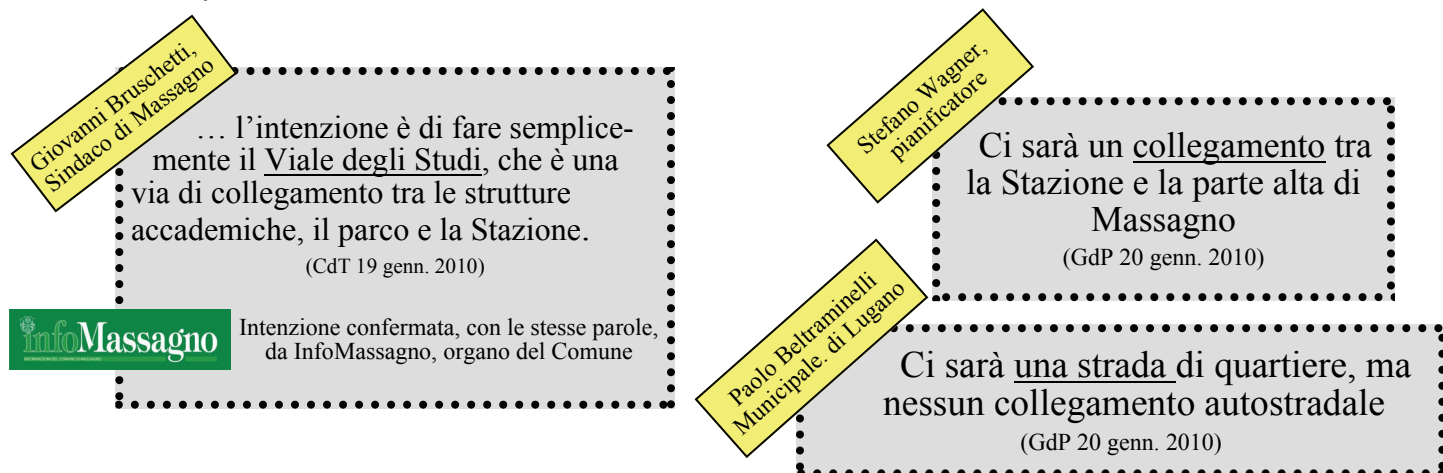 Giovanni Bruschetti,
Sindaco di Massagno
… l’intenzione è di fare semplice-
mente il Viale degli Studi, che è una
via di collegamento tra le strutture
accademiche, il parco e la Stazione.
(CdT 19 genn. 2010)
infoMassagno
Intenzione confermata, con le stesse parole,
da InfoMassagno, organo del Comune
Stefano Wagner,
pianificatore
Ci sarà un collegamento tra
la Stazione e la parte alta di
Massagno
(GdP 20 genn. 2010)
Paolo Beltraminelli
Municipale. di Lugano
Ci sarà una strada di quartiere, ma
nessun collegamento autostradale
(GdP 20 genn. 2010)